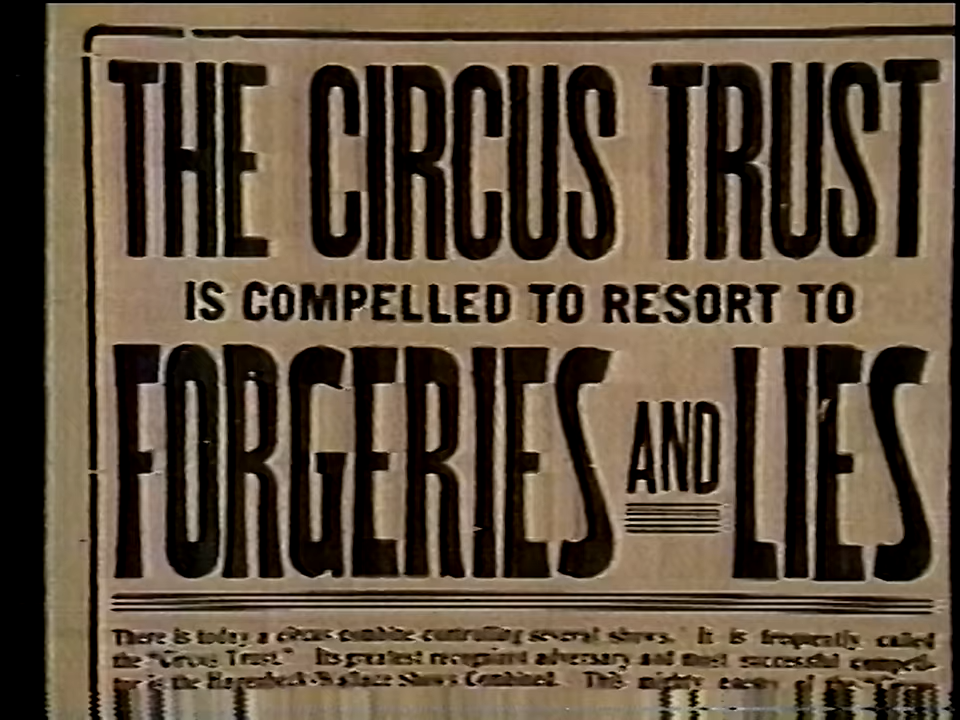 THE CIRCUS TRUST
IS COMPELLED TO RESORT TO
FORGERIES AND LIES
There is today a circus combine controlling several shows. It is frequently called
the "Circus Trust." Its greatest recognized adversary and most successful competi-
tor is the Hagenbeck-Wallace Shows Combined. This mighty enemy of the "Circus